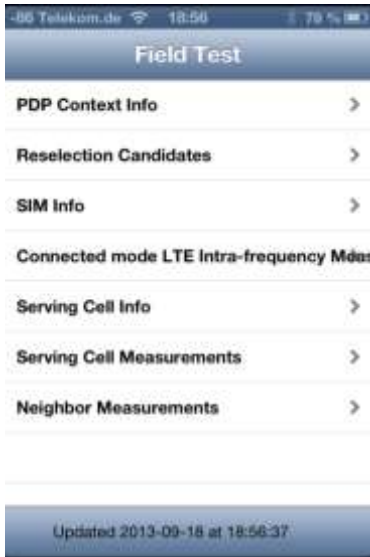 -86 Telekom.de 18:56 79 %
Field Test
PDP Context Info
Reselection Candidates
SIM Info
Connected mode LTE Intra-frequency Meas
Serving Cell Info
Serving Cell Measurements
Neighbor Measurements
Updated 2013-09-18 at 18:56:37